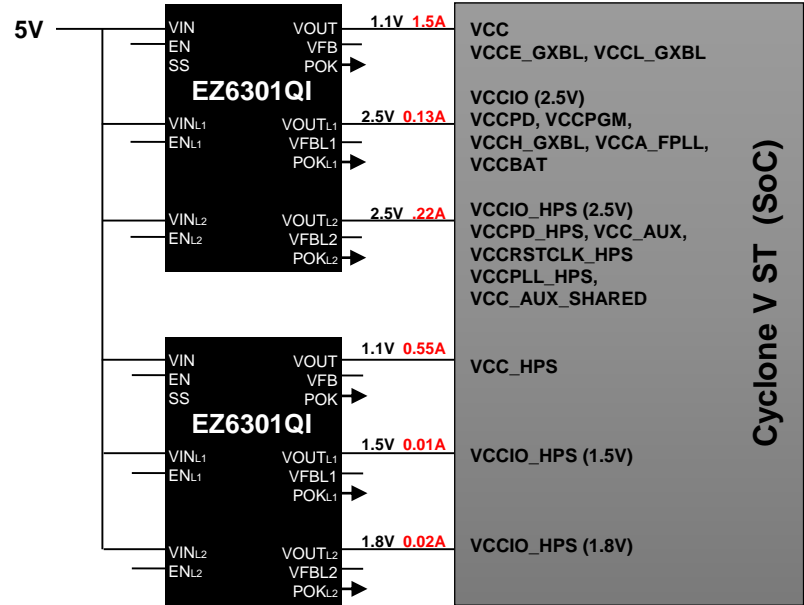 5V
VIN VOUT 1.1V 1.5A VCC
EN VFB VCCE_GXBL, VCCL_GXBL
SS POK
EZ6301QI
VCCIO (2.5V)
VINL1 VOUTL1 2.5V 0.13A VCCPD, VCCPGM,
ENL1 VFBL1 VCCH_GXBL, VCCA_FPLL,
POKL1 VCCBAT
VINL2 VOUTL2 2.5V .22A VCCIO_HPS (2.5V)
ENL2 VFBL2 VCCPD_HPS, VCC_AUX,
POKL2 VCCRSTCLK_HPS
VCCPLL_HPS,
VCC_AUX_SHARED
VIN VOUT 1.1V 0.55A VCC_HPS
EN VFB
SS POK
EZ6301QI
VINL1 VOUTL1 1.5V 0.01A VCCIO_HPS (1.5V)
ENL1 VFBL1
POKL1
VINL2 VOUTL2 1.8V 0.02A VCCIO_HPS (1.8V)
ENL2 VFBL2
POKL2
Cyclone V ST (SoC)